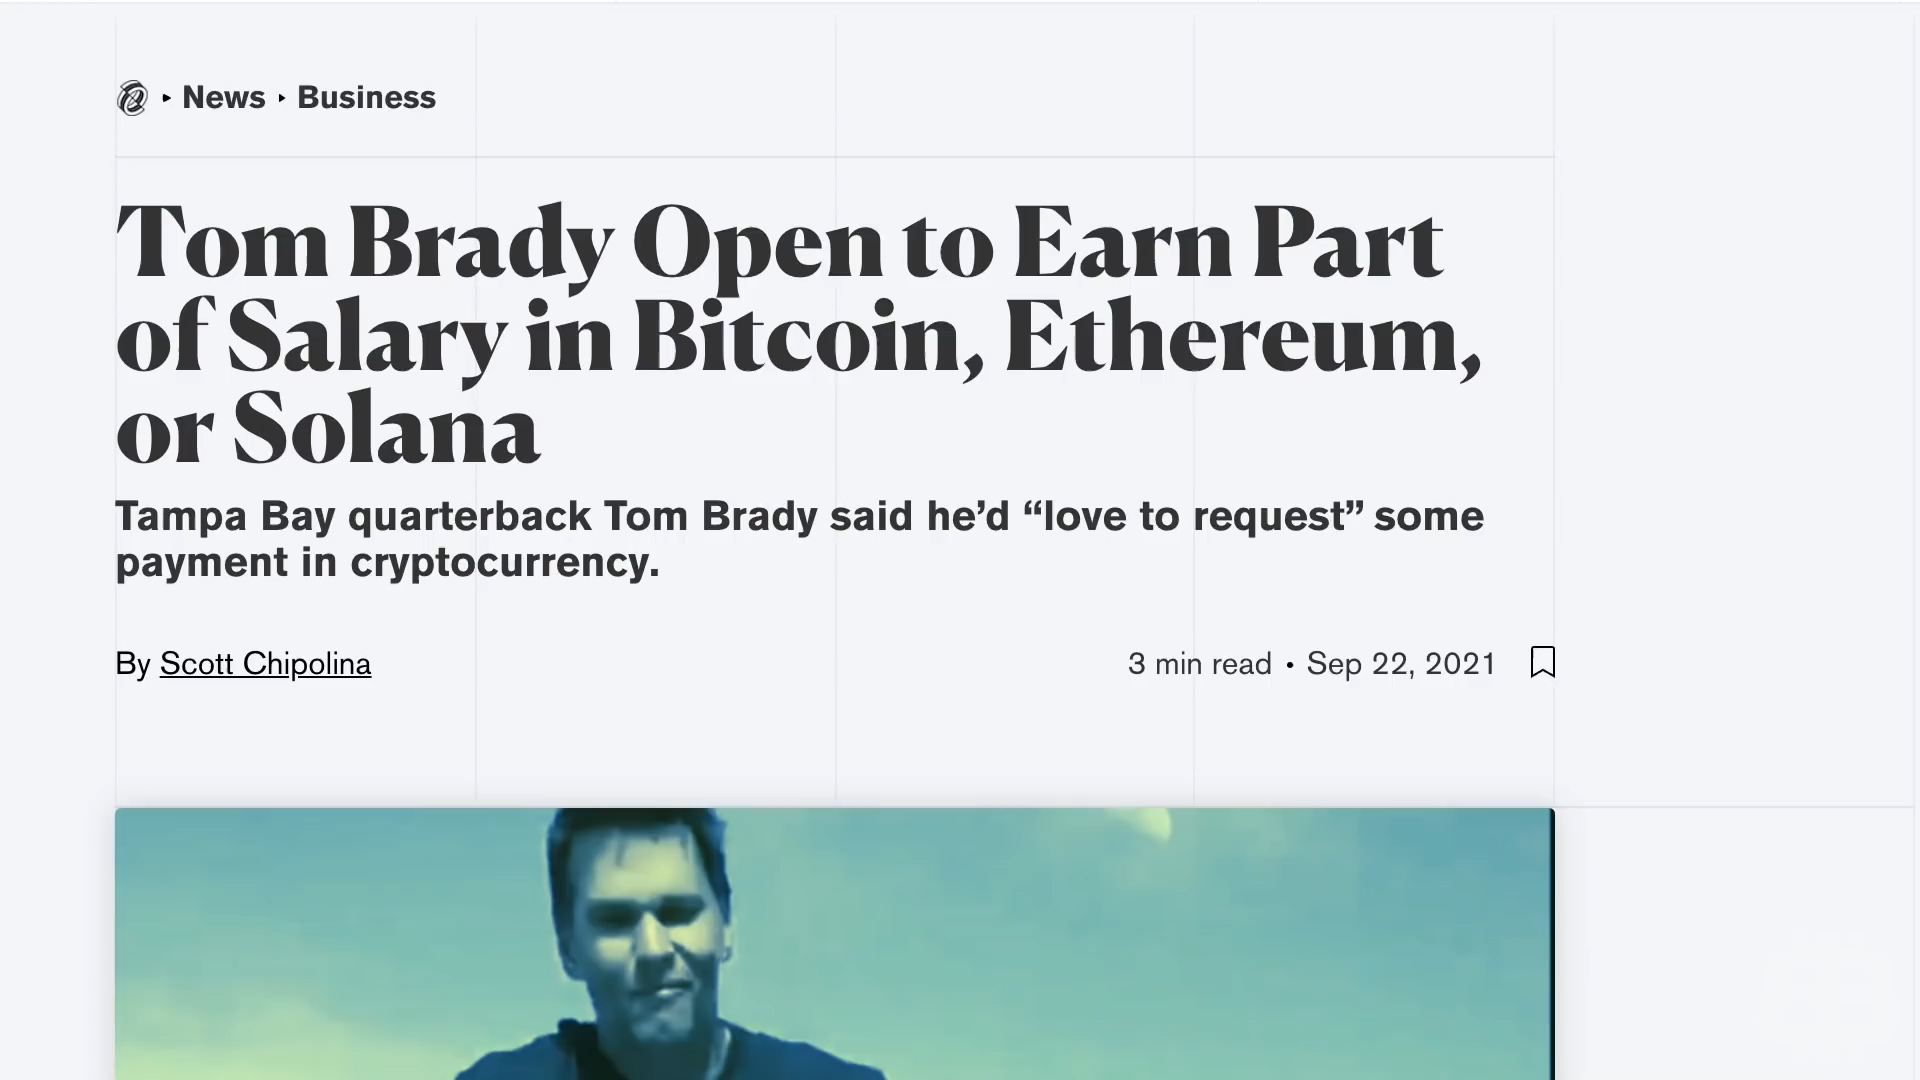 News ‣ Business
Tom Brady Open to Earn Part
of Salary in Bitcoin, Ethereum,
or Solana
Tampa Bay quarterback Tom Brady said he’d “love to request” some
payment in cryptocurrency.
By Scott Chipolina
3 min read • Sep 22, 2021